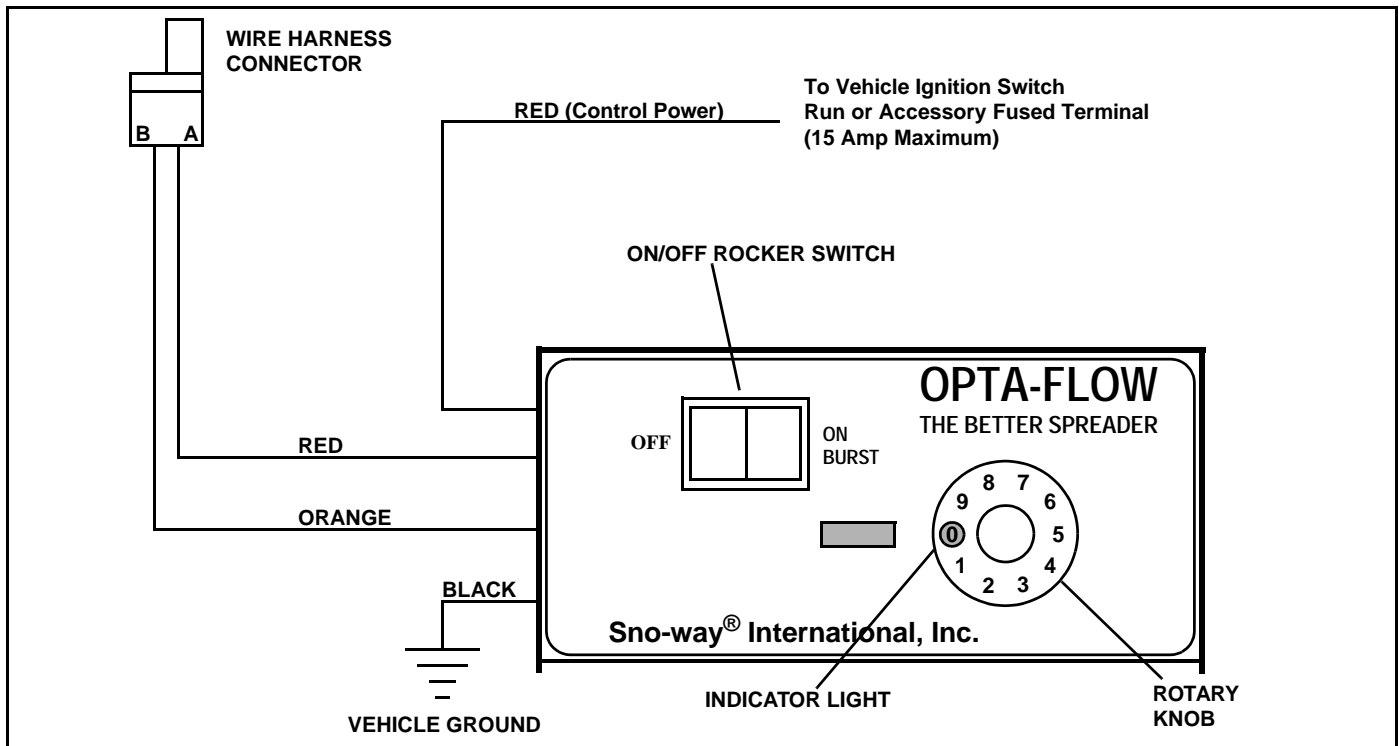 WIRE HARNESS
CONNECTOR
B A
RED (Control Power)
To Vehicle Ignition Switch
Run or Accessory Fused Terminal
(15 Amp Maximum)
ON/OFF ROCKER SWITCH
OPTA-FLOW
THE BETTER SPREADER
OFF
ON
BURST
RED
ORANGE
BLACK
8 7
9 6
0 5
1 4
2 3
Sno-way® International, Inc.
INDICATOR LIGHT
ROTARY
KNOB
VEHICLE GROUND